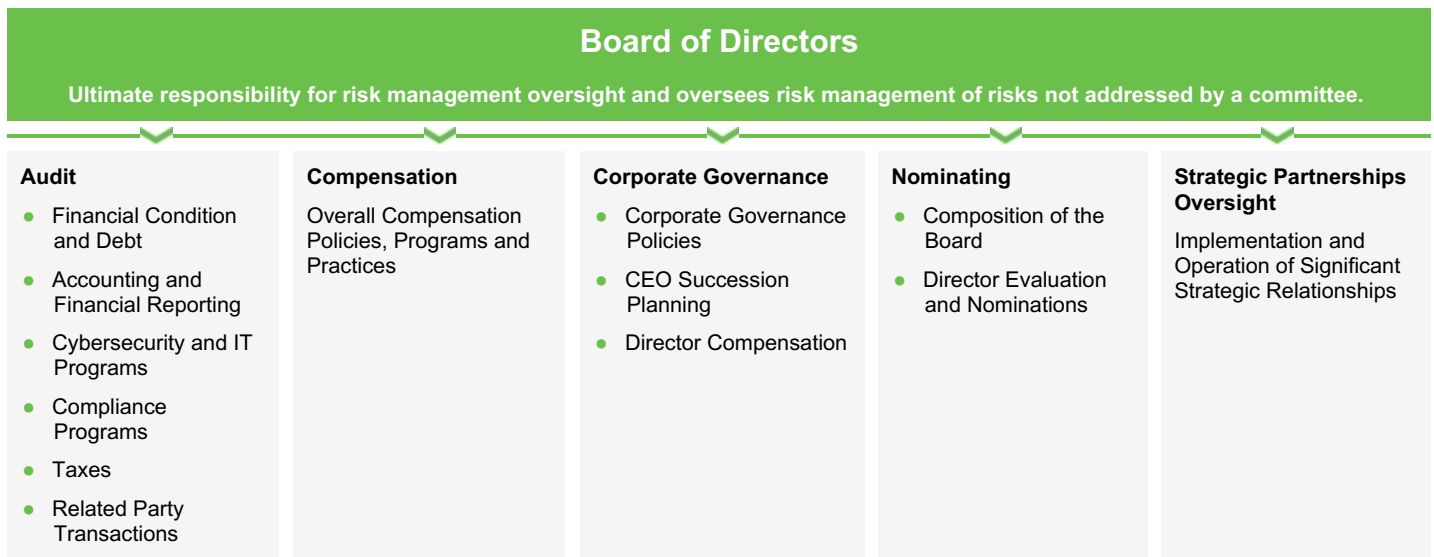 Board of Directors
Ultimate responsibility for risk management oversight and oversees risk management of risks not addressed by a committee.
Audit
● Financial Condition
and Debt
● Accounting and
Financial Reporting
● Cybersecurity and IT
Programs
● Compliance
Programs
● Taxes
● Related Party
Transactions
Compensation
Overall Compensation
Policies, Programs and
Practices
Corporate Governance
● Corporate Governance
Policies
● CEO Succession
Planning
● Director Compensation
Nominating
● Composition of the
Board
● Director Evaluation
and Nominations
Strategic Partnerships
Oversight
Implementation and
Operation of Significant
Strategic Relationships